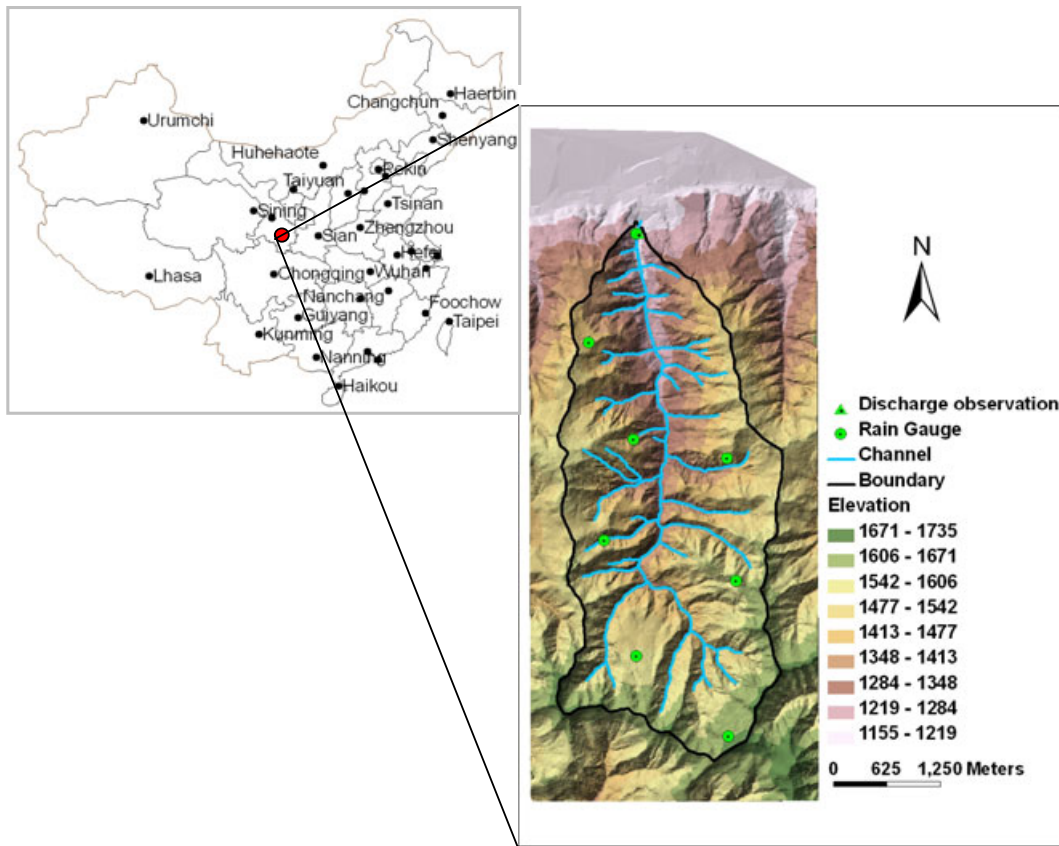 Haerbin
Changchun
Urumchi
Shenyang
Huhehaote
Pekin
Taiyuan
Tsinan
Sining
Zhengzhou
Sian
Hefei
Lhasa
Chongqing
Wuhan
Nanchang
Foochow
Guiyang
Taipei
Kunming
Nanning
Haikou
N
Discharge observation
Rain Gauge
Channel
Boundary
Elevation
1671 - 1735
1606 - 1671
1542 - 1606
1477 - 1542
1413 - 1477
1348 - 1413
1284 - 1348
1219 - 1284
1155 - 1219
0 625 1,250 Meters